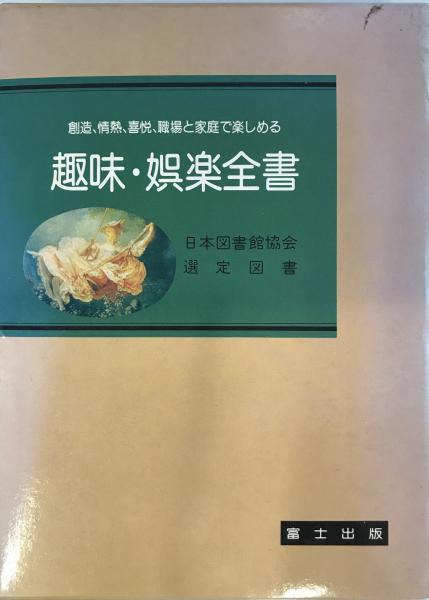 創造、情熱、喜悦、職場と家庭で楽しめる
趣味・娯楽全書
日本図書館協会
選定図書
富士出版